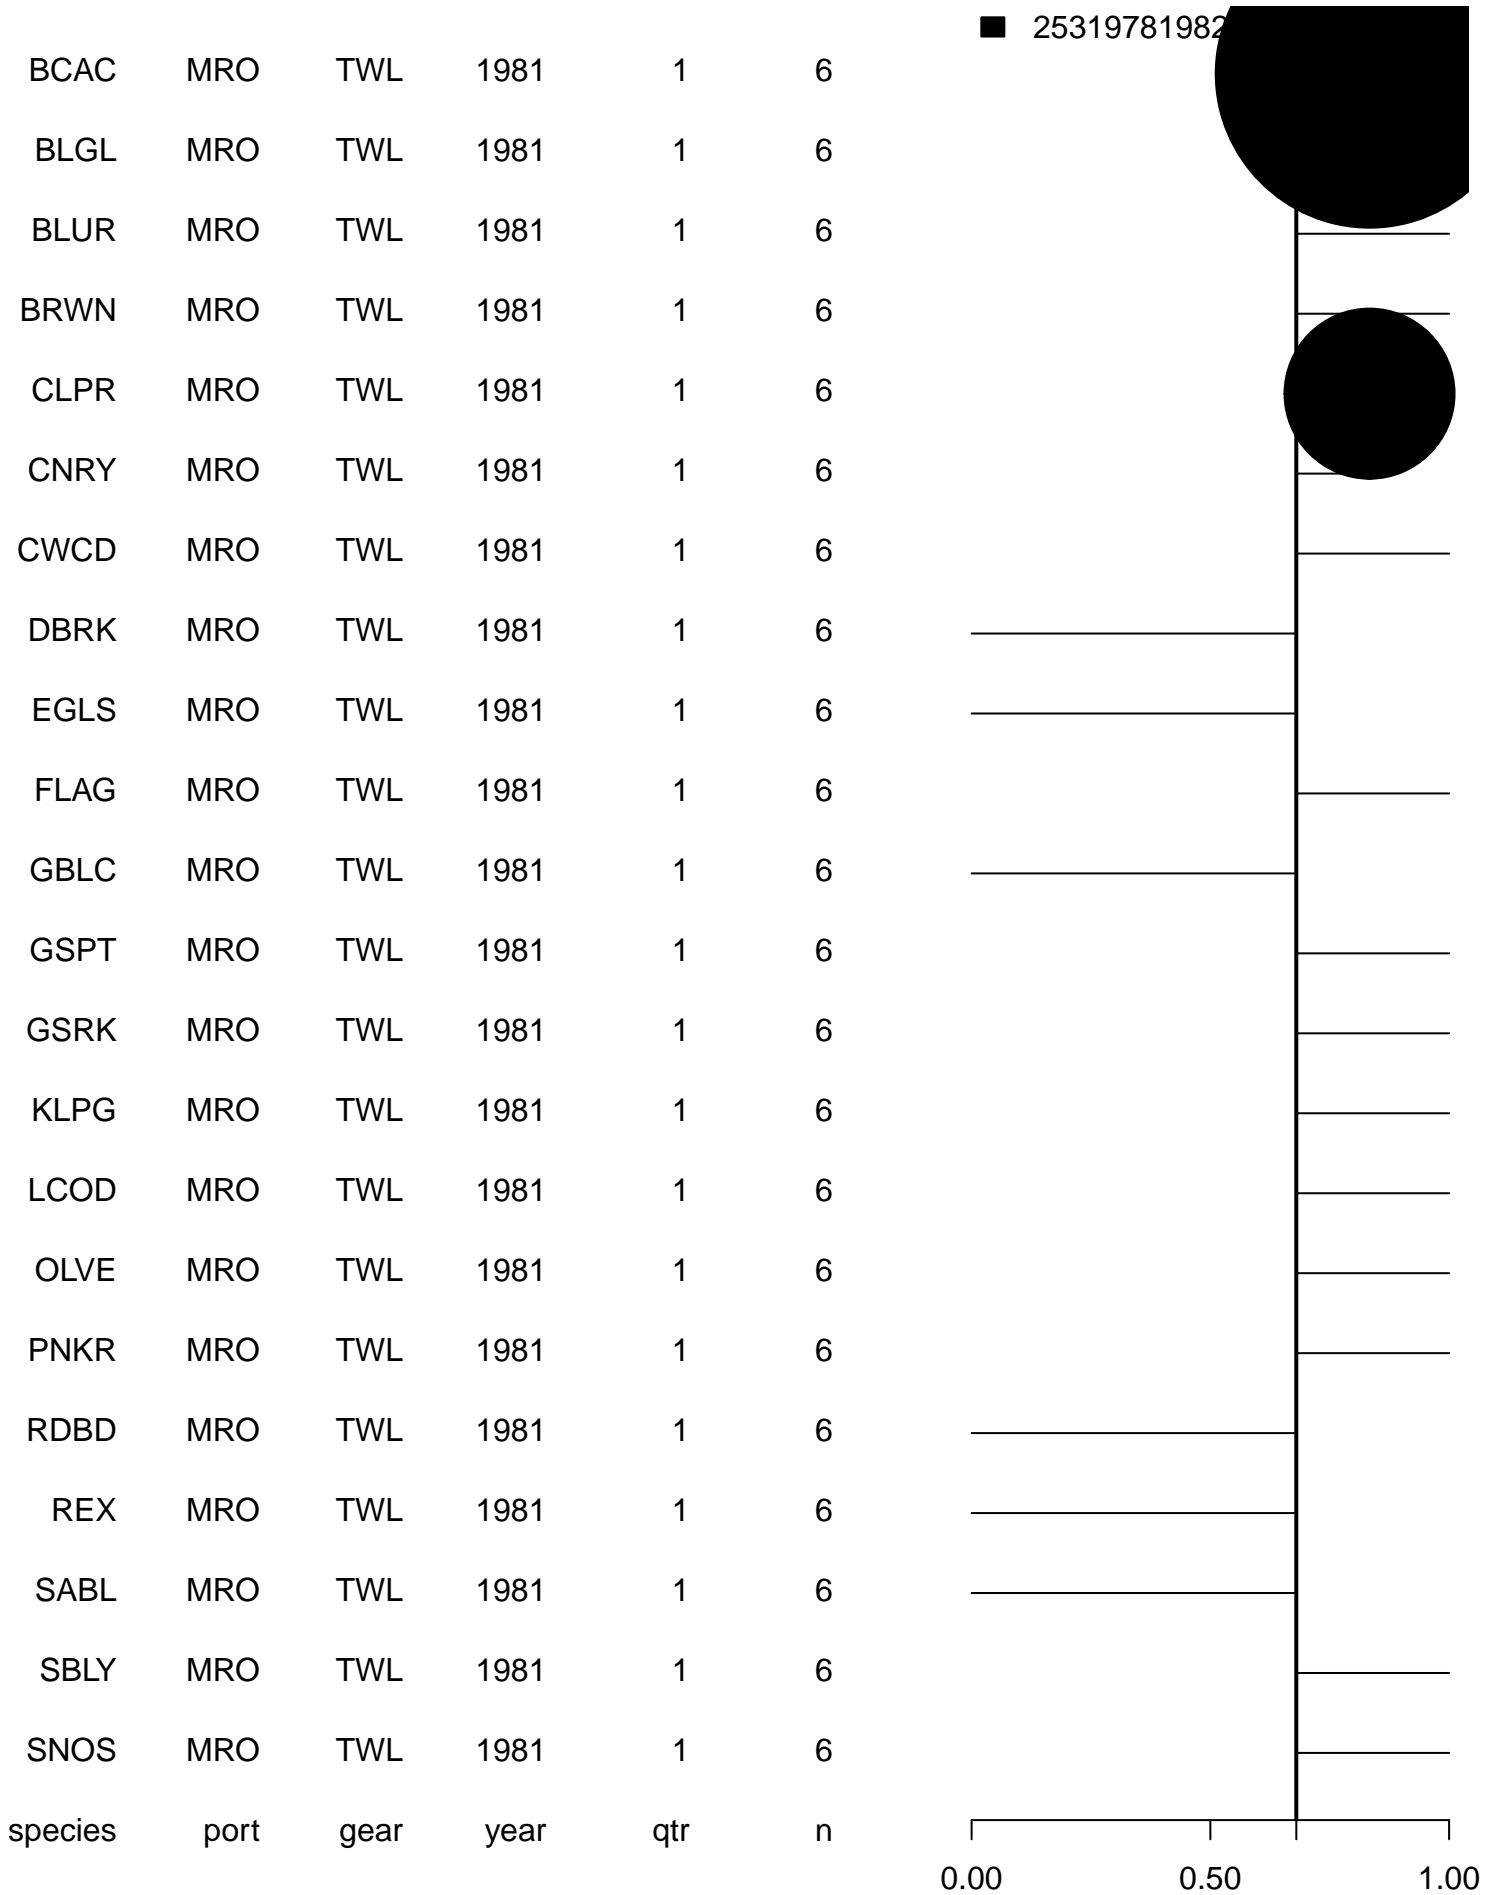 25319781982
BCAC MRO TWL 1981 1 6
BLGL MRO TWL 1981 1 6
BLUR MRO TWL 1981 1 6
BRWN MRO TWL 1981 1 6
CLPR MRO TWL 1981 1 6
CNRY MRO TWL 1981 1 6
CWCD MRO TWL 1981 1 6
DBRK MRO TWL 1981 1 6
EGLS MRO TWL 1981 1 6
FLAG MRO TWL 1981 1 6
GBLC MRO TWL 1981 1 6
GSPT MRO TWL 1981 1 6
GSRK MRO TWL 1981 1 6
KLPG MRO TWL 1981 1 6
LCOD MRO TWL 1981 1 6
OLVE MRO TWL 1981 1 6
PNKR MRO TWL 1981 1 6
RDBD MRO TWL 1981 1 6
REX MRO TWL 1981 1 6
SABL MRO TWL 1981 1 6
SBLY MRO TWL 1981 1 6
SNOS MRO TWL 1981 1 6
species port gear year qtr n
0.00 0.50 1.00